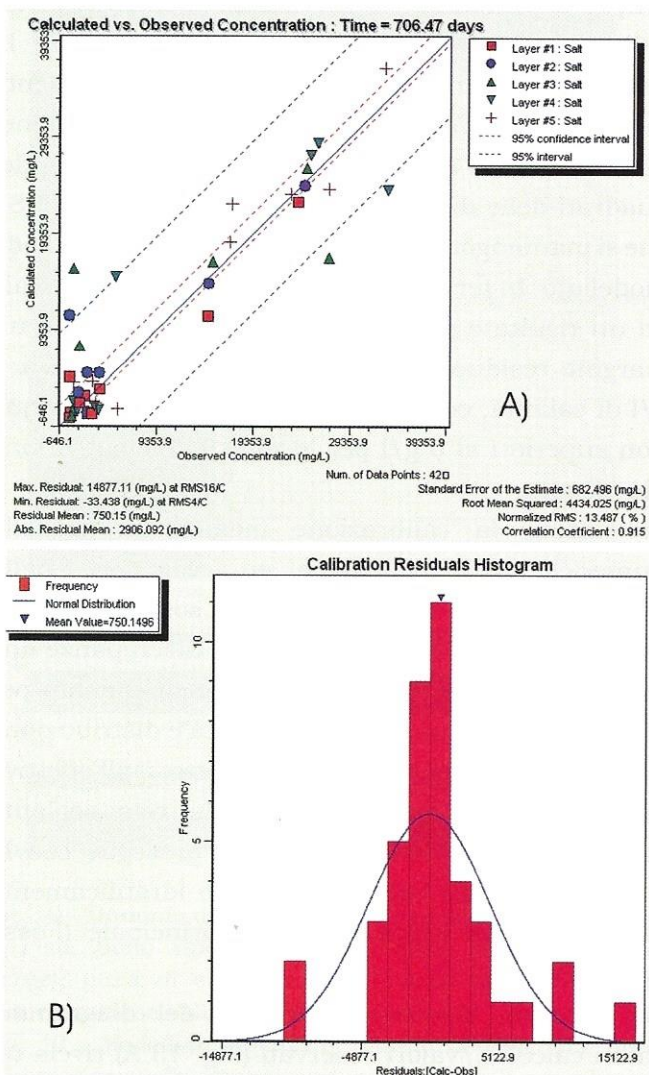 Calculated vs. Observed Concentration : Time = 706.47 days
Calculated Concentration (mg/L)
39353.9
29353.9
19353.9
9353.9
-646.1
-646.1 9353.9 19353.9 29353.9 39353.9
Observed Concentration (mg/L)
Layer #1 : Salt
Layer #2 : Salt
Layer #3 : Salt
Layer #4 : Salt
Layer #5 : Salt
95% confidence interval
95% interval
A)
Num. of Data Points : 42
Max. Residual: 14877.11 (mg/L) at RMS16/C
Min. Residual: -33.438 (mg/L) at RMS4/C
Residual Mean : 750.15 (mg/L)
Abs. Residual Mean : 2906.092 (mg/L)
Standard Error of the Estimate : 682.496 (mg/L)
Root Mean Squared : 4434.025 (mg/L)
Normalized RMS : 13.487 ( % )
Correlation Coefficient : 0.915
Calibration Residuals Histogram
Frequency
Normal Distribution
Mean Value=750.1496
Frequency
10
5
0
-14877.1 -4877.1 5122.9 15122.9
Residuals:[Calc-Obs]
B)